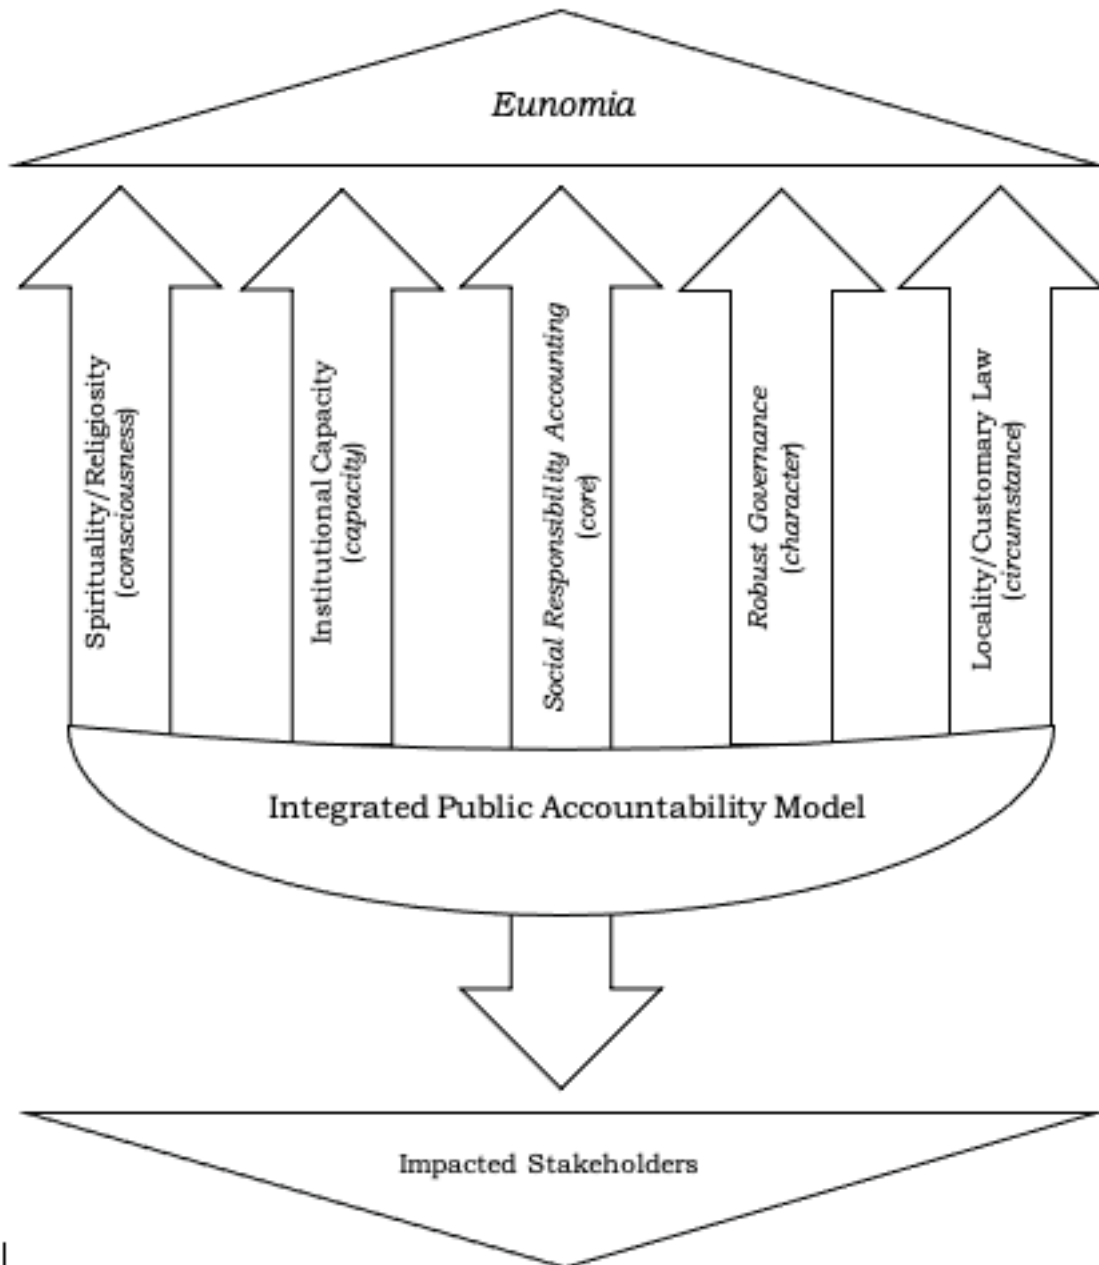 Eunomia
Spirituality/Religiosity
(consciousness)
Institutional Capacity
(capacity)
Social Responsibility Accounting
(core)
Robust Governance
(character)
Locality/Customary Law
(circumstance)
Integrated Public Accountability Model
Impacted Stakeholders